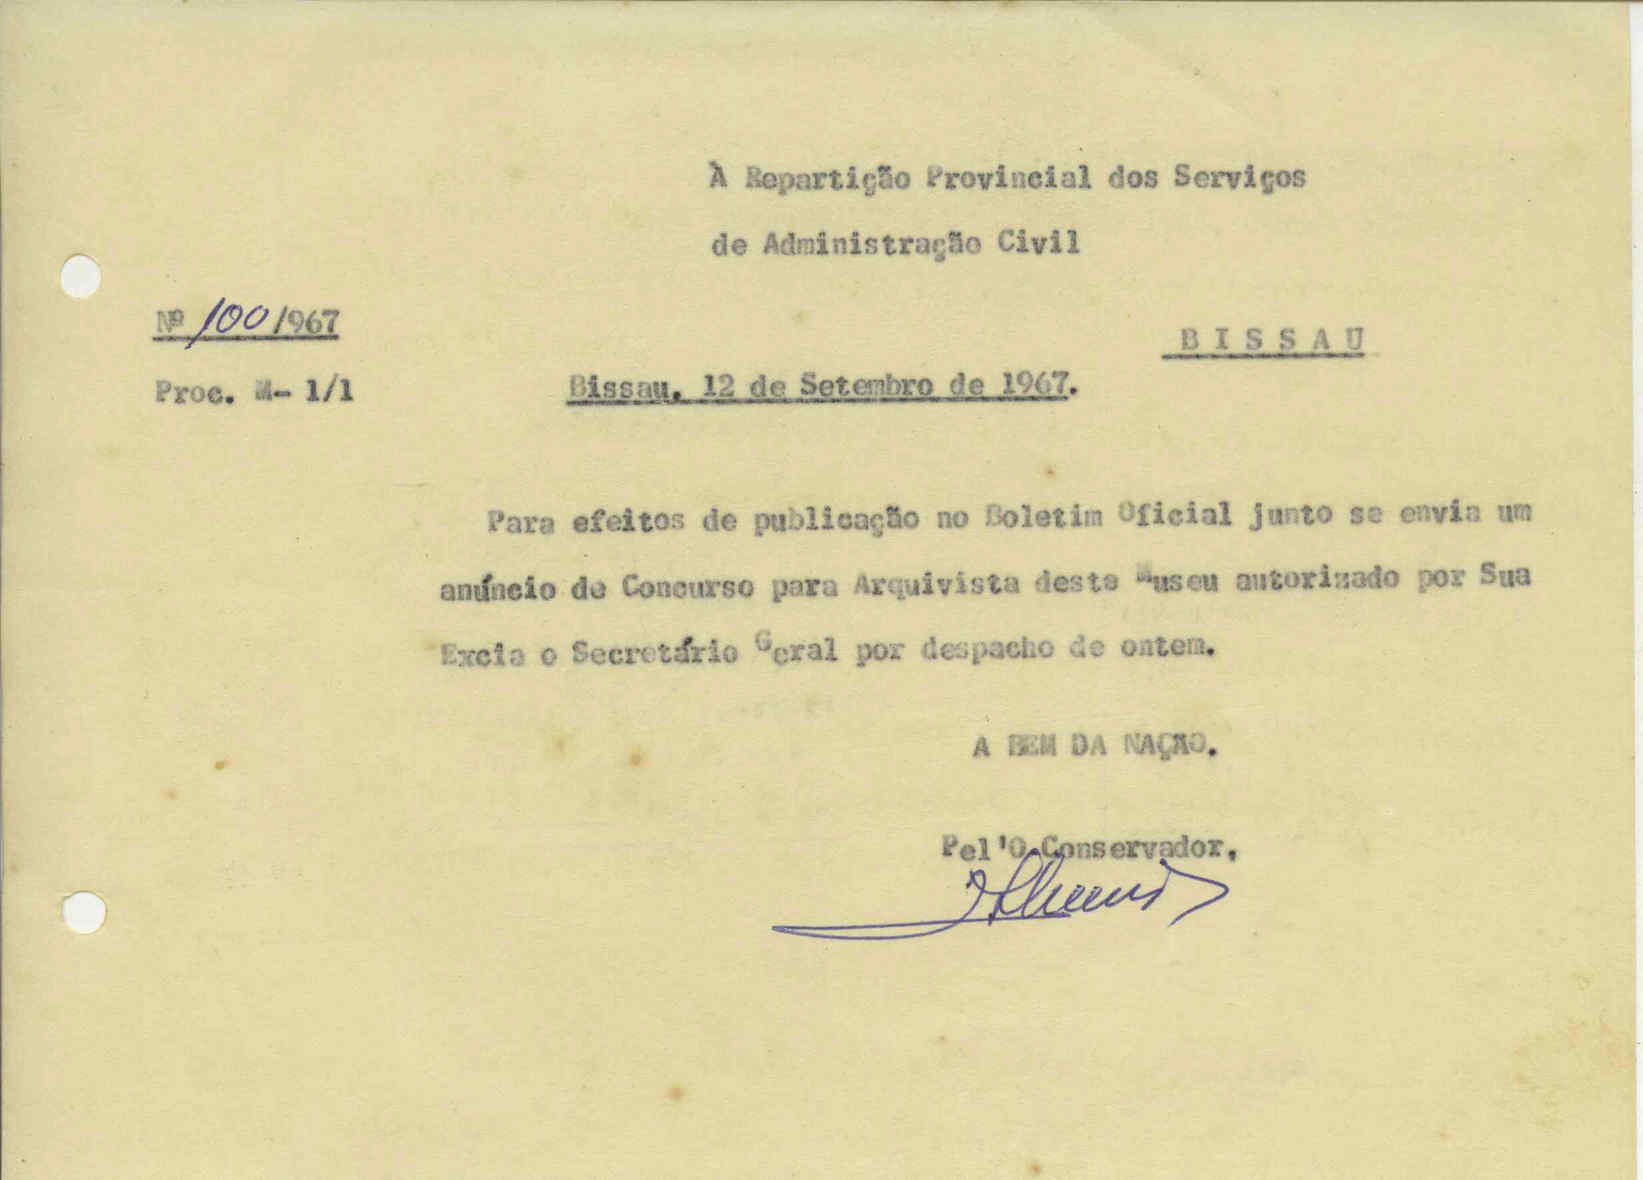 À Repartição Provincial dos Serviços
de Administração Civil
Nº 100/967
B I S S A U
Proc. M- 1/1
Bissau, 12 de Setembro de 1967.
Para efeitos de publicação no Boletim Oficial junto se envia um
anúncio de Concurso para Arquivista deste Museu autorizado por Sua
Excia o Secretário Geral por despacho de ontem.
A BEM DA NAÇÃO.
Pel'O Conservador,